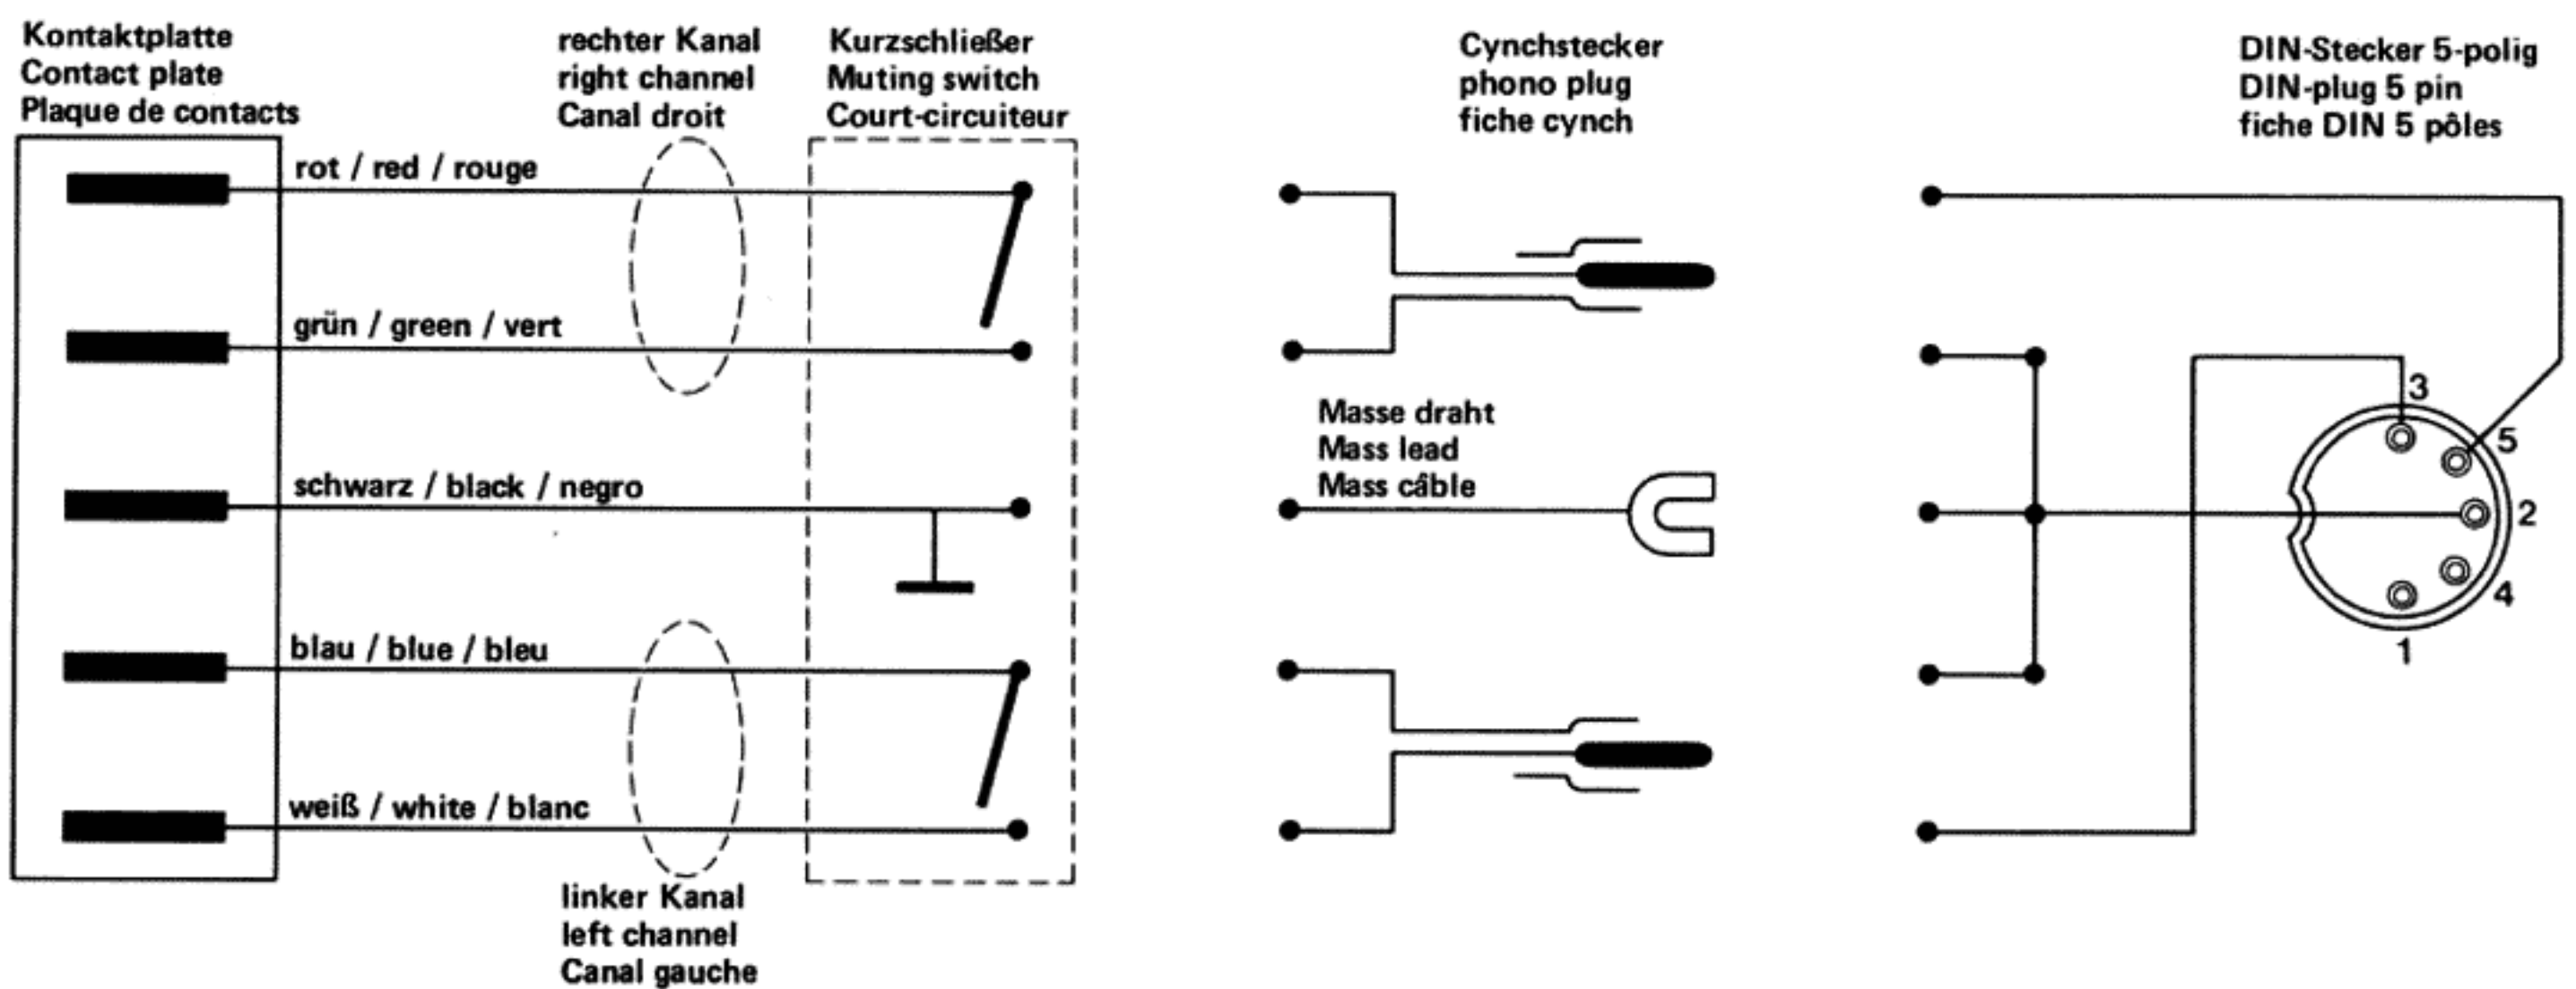 Kontaktplatte
Contact plate
Plaque de contacts
rechter Kanal
right channel
Canal droit
Kurzschließer
Muting switch
Court-circuiteur
Cynchstecker
phono plug
fiche cynch
DIN-Stecker 5-polig
DIN-plug 5 pin
fiche DIN 5 pôles
rot / red / rouge
grün / green / vert
schwarz / black / negro
blau / blue / bleu
weiß / white / blanc
linker Kanal
left channel
Canal gauche
Masse draht
Mass lead
Mass câble
3
5
2
4
1